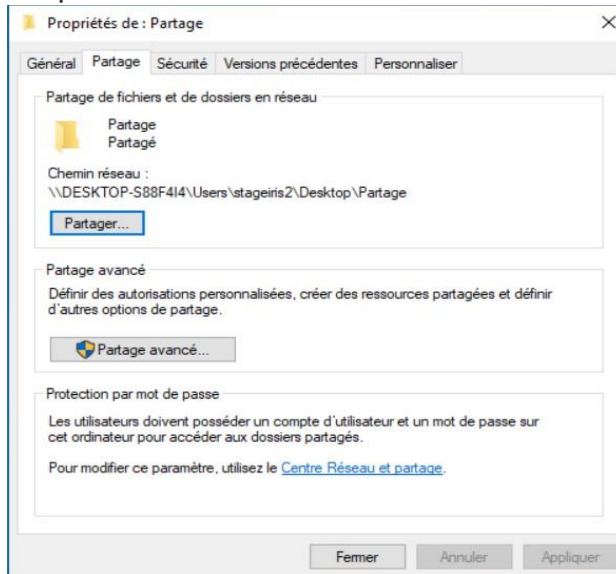 Propriétés de : Partage
Général Partage Sécurité Versions précédentes Personnaliser
Partage de fichiers et de dossiers en réseau
Partage
Partagé
Chemin réseau :
\\DESKTOP-S88F4I4\Users\stageiris2\Desktop\Partage
Partager...
Partage avancé
Définir des autorisations personnalisées, créer des ressources partagées et définir
d'autres options de partage.
Partage avancé...
Protection par mot de passe
Les utilisateurs doivent posséder un compte d'utilisateur et un mot de passe sur
cet ordinateur pour accéder aux dossiers partagés.
Pour modifier ce paramètre, utilisez le Centre Réseau et partage.
Fermer Annuler Appliquer